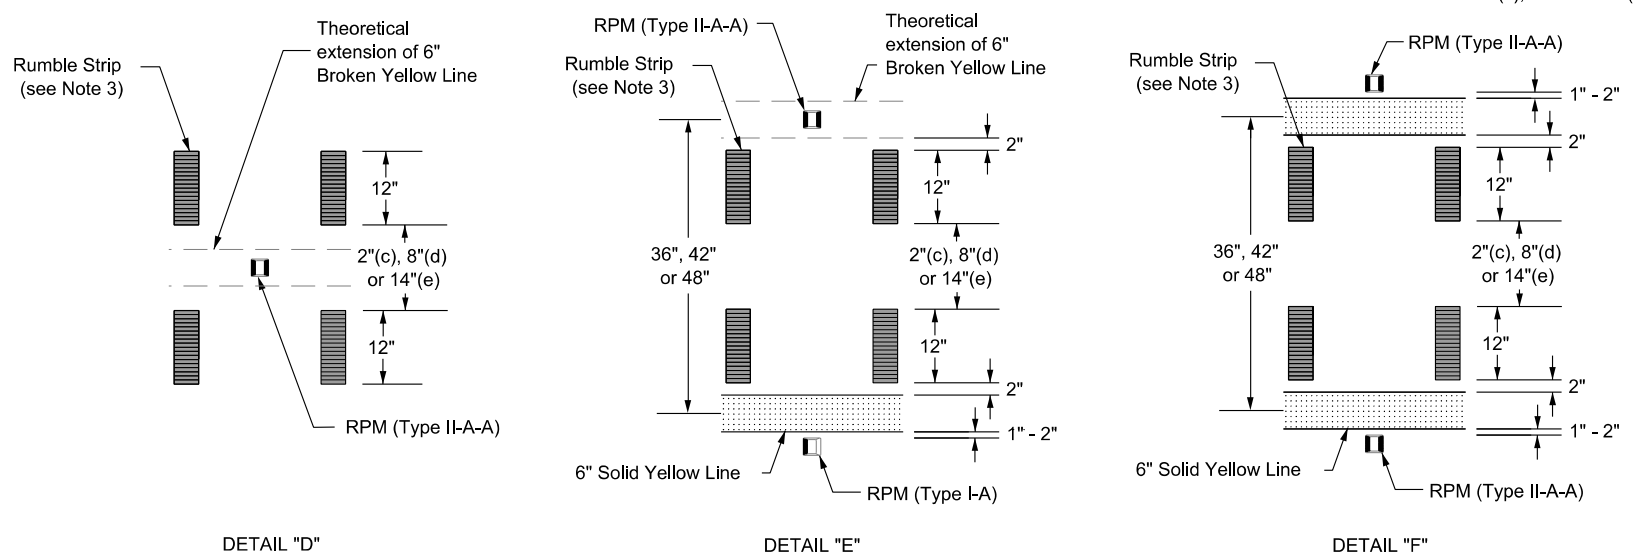 Theoretical
extension of 6"
Broken Yellow Line
Rumble Strip
(see Note 3)
12"
2"(c), 8"(d)
or 14"(e)
12"
RPM (Type II-A-A)
DETAIL "D"
RPM (Type II-A-A)
Theoretical
extension of 6"
Broken Yellow Line
Rumble Strip
(see Note 3)
2"
12"
36", 42"
or 48"
2"(c), 8"(d)
or 14"(e)
12"
2"
1" - 2"
6" Solid Yellow Line
RPM (Type I-A)
DETAIL "E"
RPM (Type II-A-A)
Rumble Strip
(see Note 3)
1" - 2"
2"
12"
36", 42"
or 48"
2"(c), 8"(d)
or 14"(e)
12"
2"
1" - 2"
6" Solid Yellow Line
RPM (Type II-A-A)
DETAIL "F"